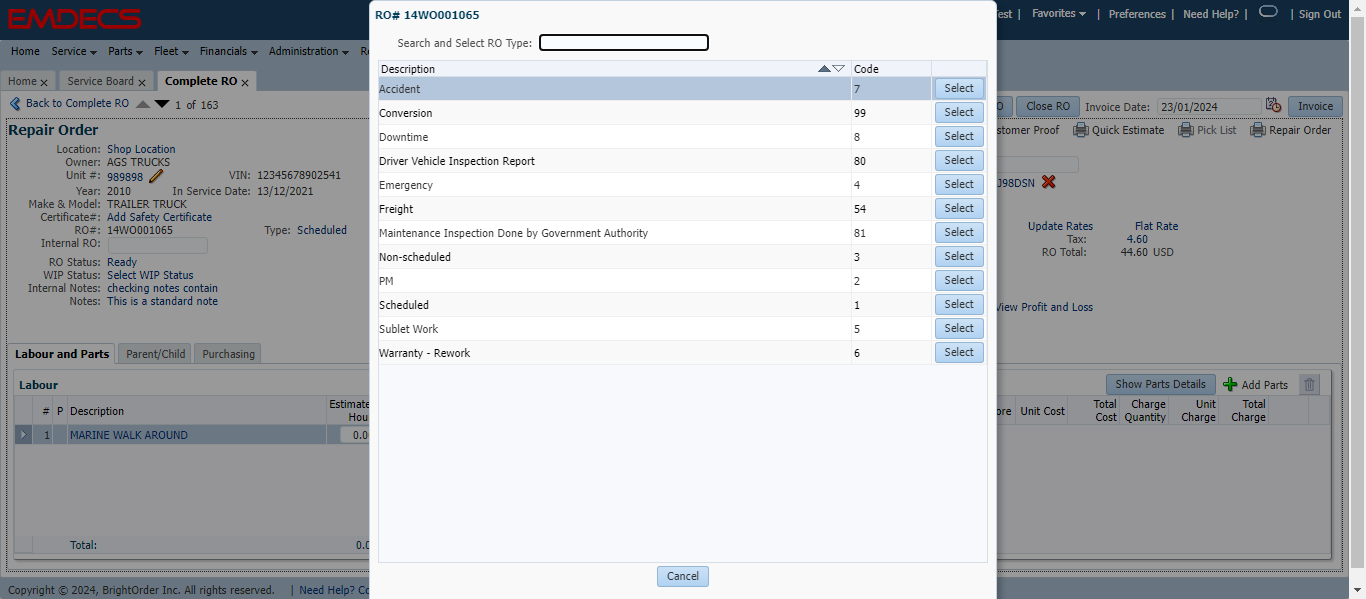 EMDECS
Test | Favorites | Preferences | Need Help? | | Sign Out
Home Service Parts Fleet Financials Administration
Home x Service Board x Complete RO x
Back to Complete RO 1 of 163
Close RO Invoice Date: 23/01/2024 Invoice
Repair Order
Customer Proof Quick Estimate Pick List Repair Order
Location: Shop Location
Owner: AGS TRUCKS
Unit #: 989898 VIN: 12345678902541
Year: 2010 In Service Date: 13/12/2021
Make & Model: TRAILER TRUCK
Certificate#: Add Safety Certificate
RO#: 14WO001065 Type: Scheduled
Internal RO:
RO Status: Ready
WIP Status: Select WIP Status
Internal Notes: checking notes contain
Notes: This is a standard note
J98DSN
Update Rates Flat Rate
Tax: 4.60
RO Total: 44.60 USD
View Profit and Loss
Labour and Parts Parent/Child Purchasing
Labour
Show Parts Details Add Parts
# P Description Estimate
Hou
ore Unit Cost Total Cost Charge Quantity Unit Charge Total Charge
1 MARINE WALK AROUND 0.0
Total: 0.0
Copyright © 2024, BrightOrder Inc. All rights reserved. | Need Help? Co
RO# 14WO001065
Search and Select RO Type:
Description Code
Accident 7 Select
Conversion 99 Select
Downtime 8 Select
Driver Vehicle Inspection Report 80 Select
Emergency 4 Select
Freight 54 Select
Maintenance Inspection Done by Government Authority 81 Select
Non-scheduled 3 Select
PM 2 Select
Scheduled 1 Select
Sublet Work 5 Select
Warranty - Rework 6 Select
Cancel